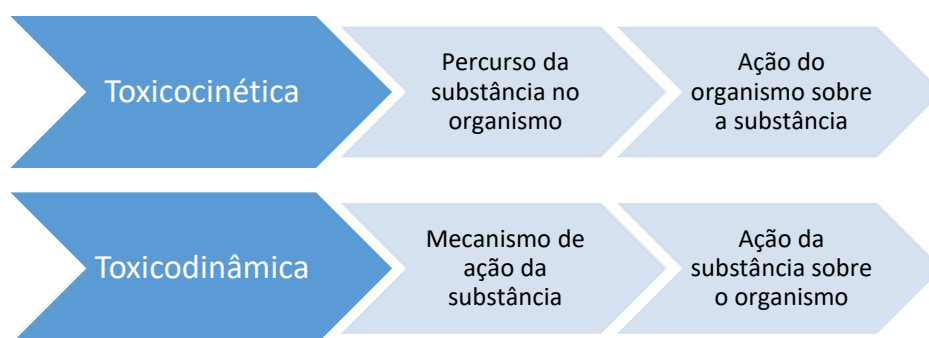 Toxicocinética
Percurso da
substância no
organismo
Ação do
organismo sobre
a substância
Toxicodinâmica
Mecanismo de
ação da
substância
Ação da
substância sobre
o organismo